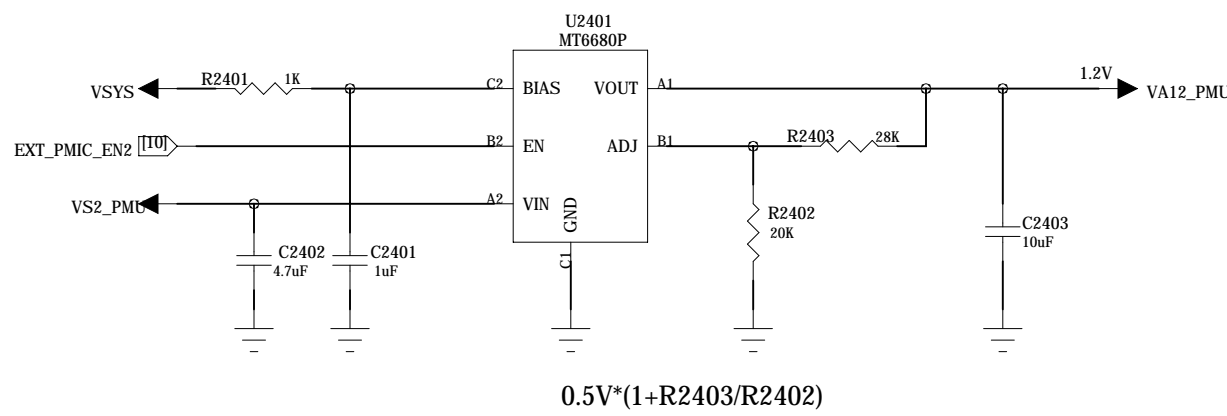 U2401
MT6680P
VSYS
R2401
1K
C2
BIAS
VOUT
A1
1.2V
VA12_PMU
EXT_PMIC_EN2
[10]
B2
EN
ADJ
B1
R2403
28K
VS2_PMU
A2
VIN
GND
C1
R2402
20K
C2402
4.7uF
C2401
1uF
C2403
10uF
0.5V*(1+R2403/R2402)